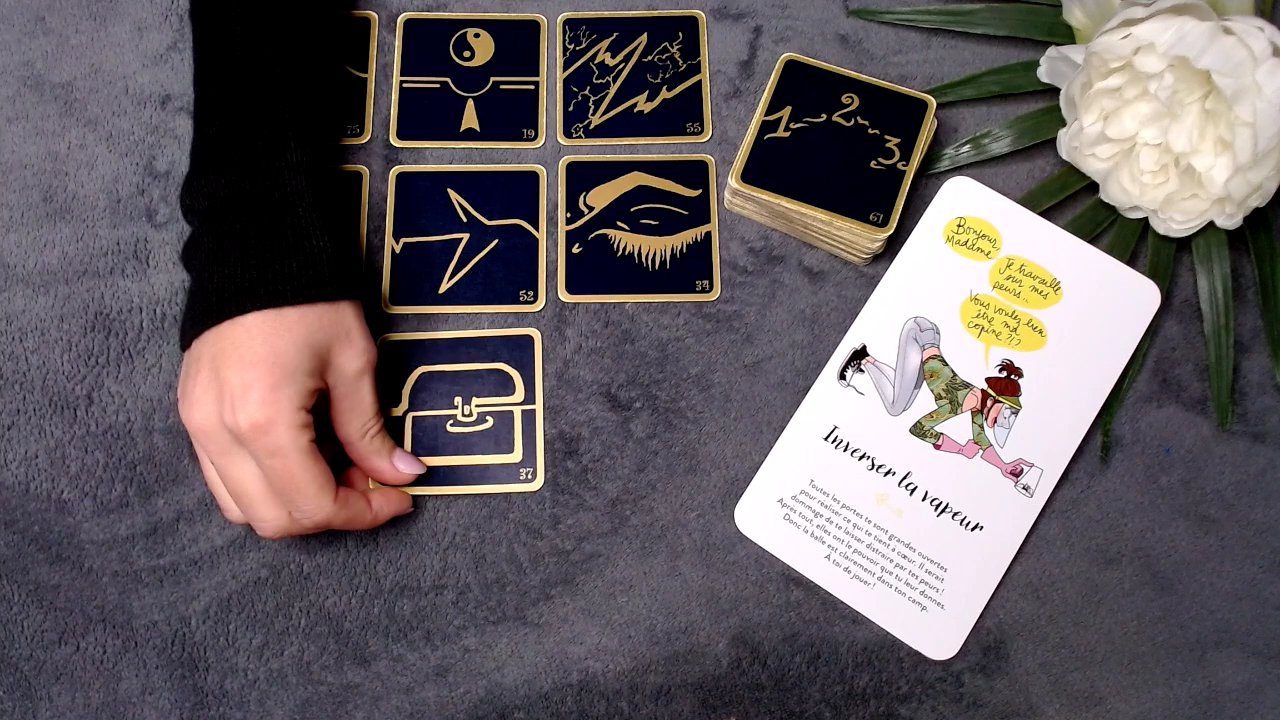 75
19
55
1 2 3
61
52
34
37
Bonjour,
Madame
Je travaille
sur mes
peurs...
Vous voulez bien
être ma
copine ?!?
Inverser la vapeur
Toutes les portes te sont grandes ouvertes
pour réaliser ce qui te tient à cœur. Il serait
dommage de te laisser distraire par tes peurs !
Après tout, elles ont le pouvoir que tu leur donnes.
Donc la balle est clairement dans ton camp.
À toi de jouer !